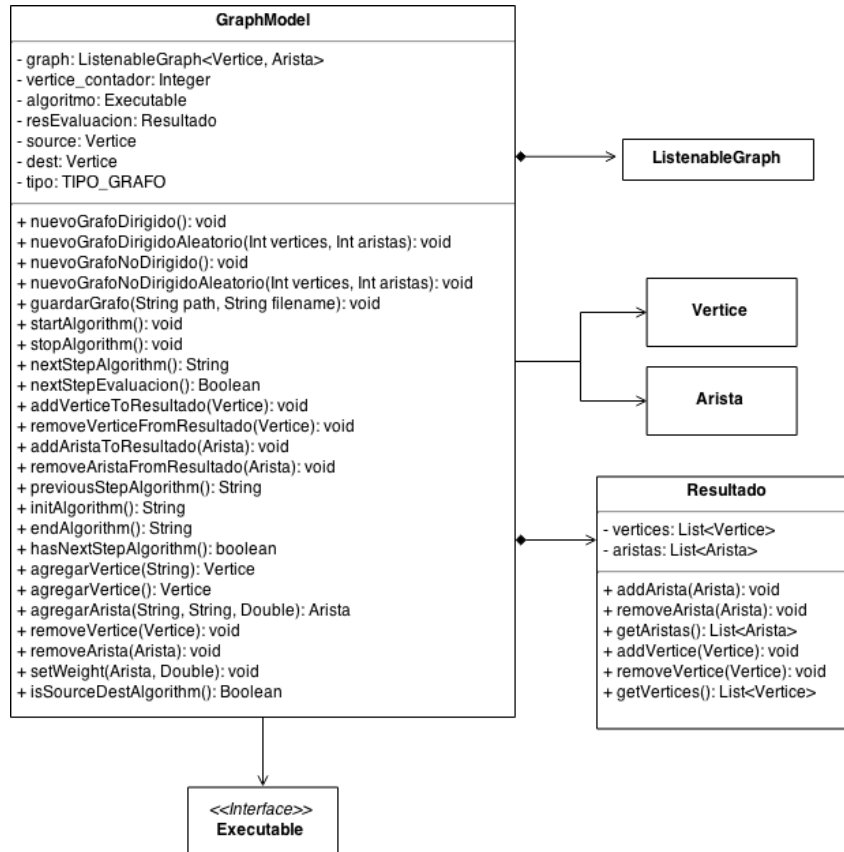 GraphModel
- graph: ListenableGraph<Vertice, Arista>
- vertice_contador: Integer
- algoritmo: Executable
- resEvaluacion: Resultado
- source: Vertice
- dest: Vertice
- tipo: TIPO_GRAFO
+ nuevoGrafoDirigido(): void
+ nuevoGrafoDirigidoAleatorio(Int vertices, Int aristas): void
+ nuevoGrafoNoDirigido(): void
+ nuevoGrafoNoDirigidoAleatorio(Int vertices, Int aristas): void
+ guardarGrafo(String path, String filename): void
+ startAlgorithm(): void
+ stopAlgorithm(): void
+ nextStepAlgorithm(): String
+ nextStepEvaluacion(): Boolean
+ addVerticeToResultado(Vertice): void
+ removeVerticeFromResultado(Vertice): void
+ addAristaToResultado(Arista): void
+ removeAristaFromResultado(Arista): void
+ previousStepAlgorithm(): String
+ initAlgorithm(): String
+ endAlgorithm(): String
+ hasNextStepAlgorithm(): boolean
+ agregarVertice(String): Vertice
+ agregarVertice(): Vertice
+ agregarArista(String, String, Double): Arista
+ removeVertice(Vertice): void
+ removeArista(Arista): void
+ setWeight(Arista, Double): void
+ isSourceDestAlgorithm(): Boolean
ListenableGraph
Vertice
Arista
Resultado
- vertices: List<Vertice>
- aristas: List<Arista>
+ addArista(Arista): void
+ removeArista(Arista): void
+ getAristas(): List<Arista>
+ addVertice(Vertice): void
+ removeVertice(Vertice): void
+ getVertices(): List<Vertice>
<<Interface>>
Executable